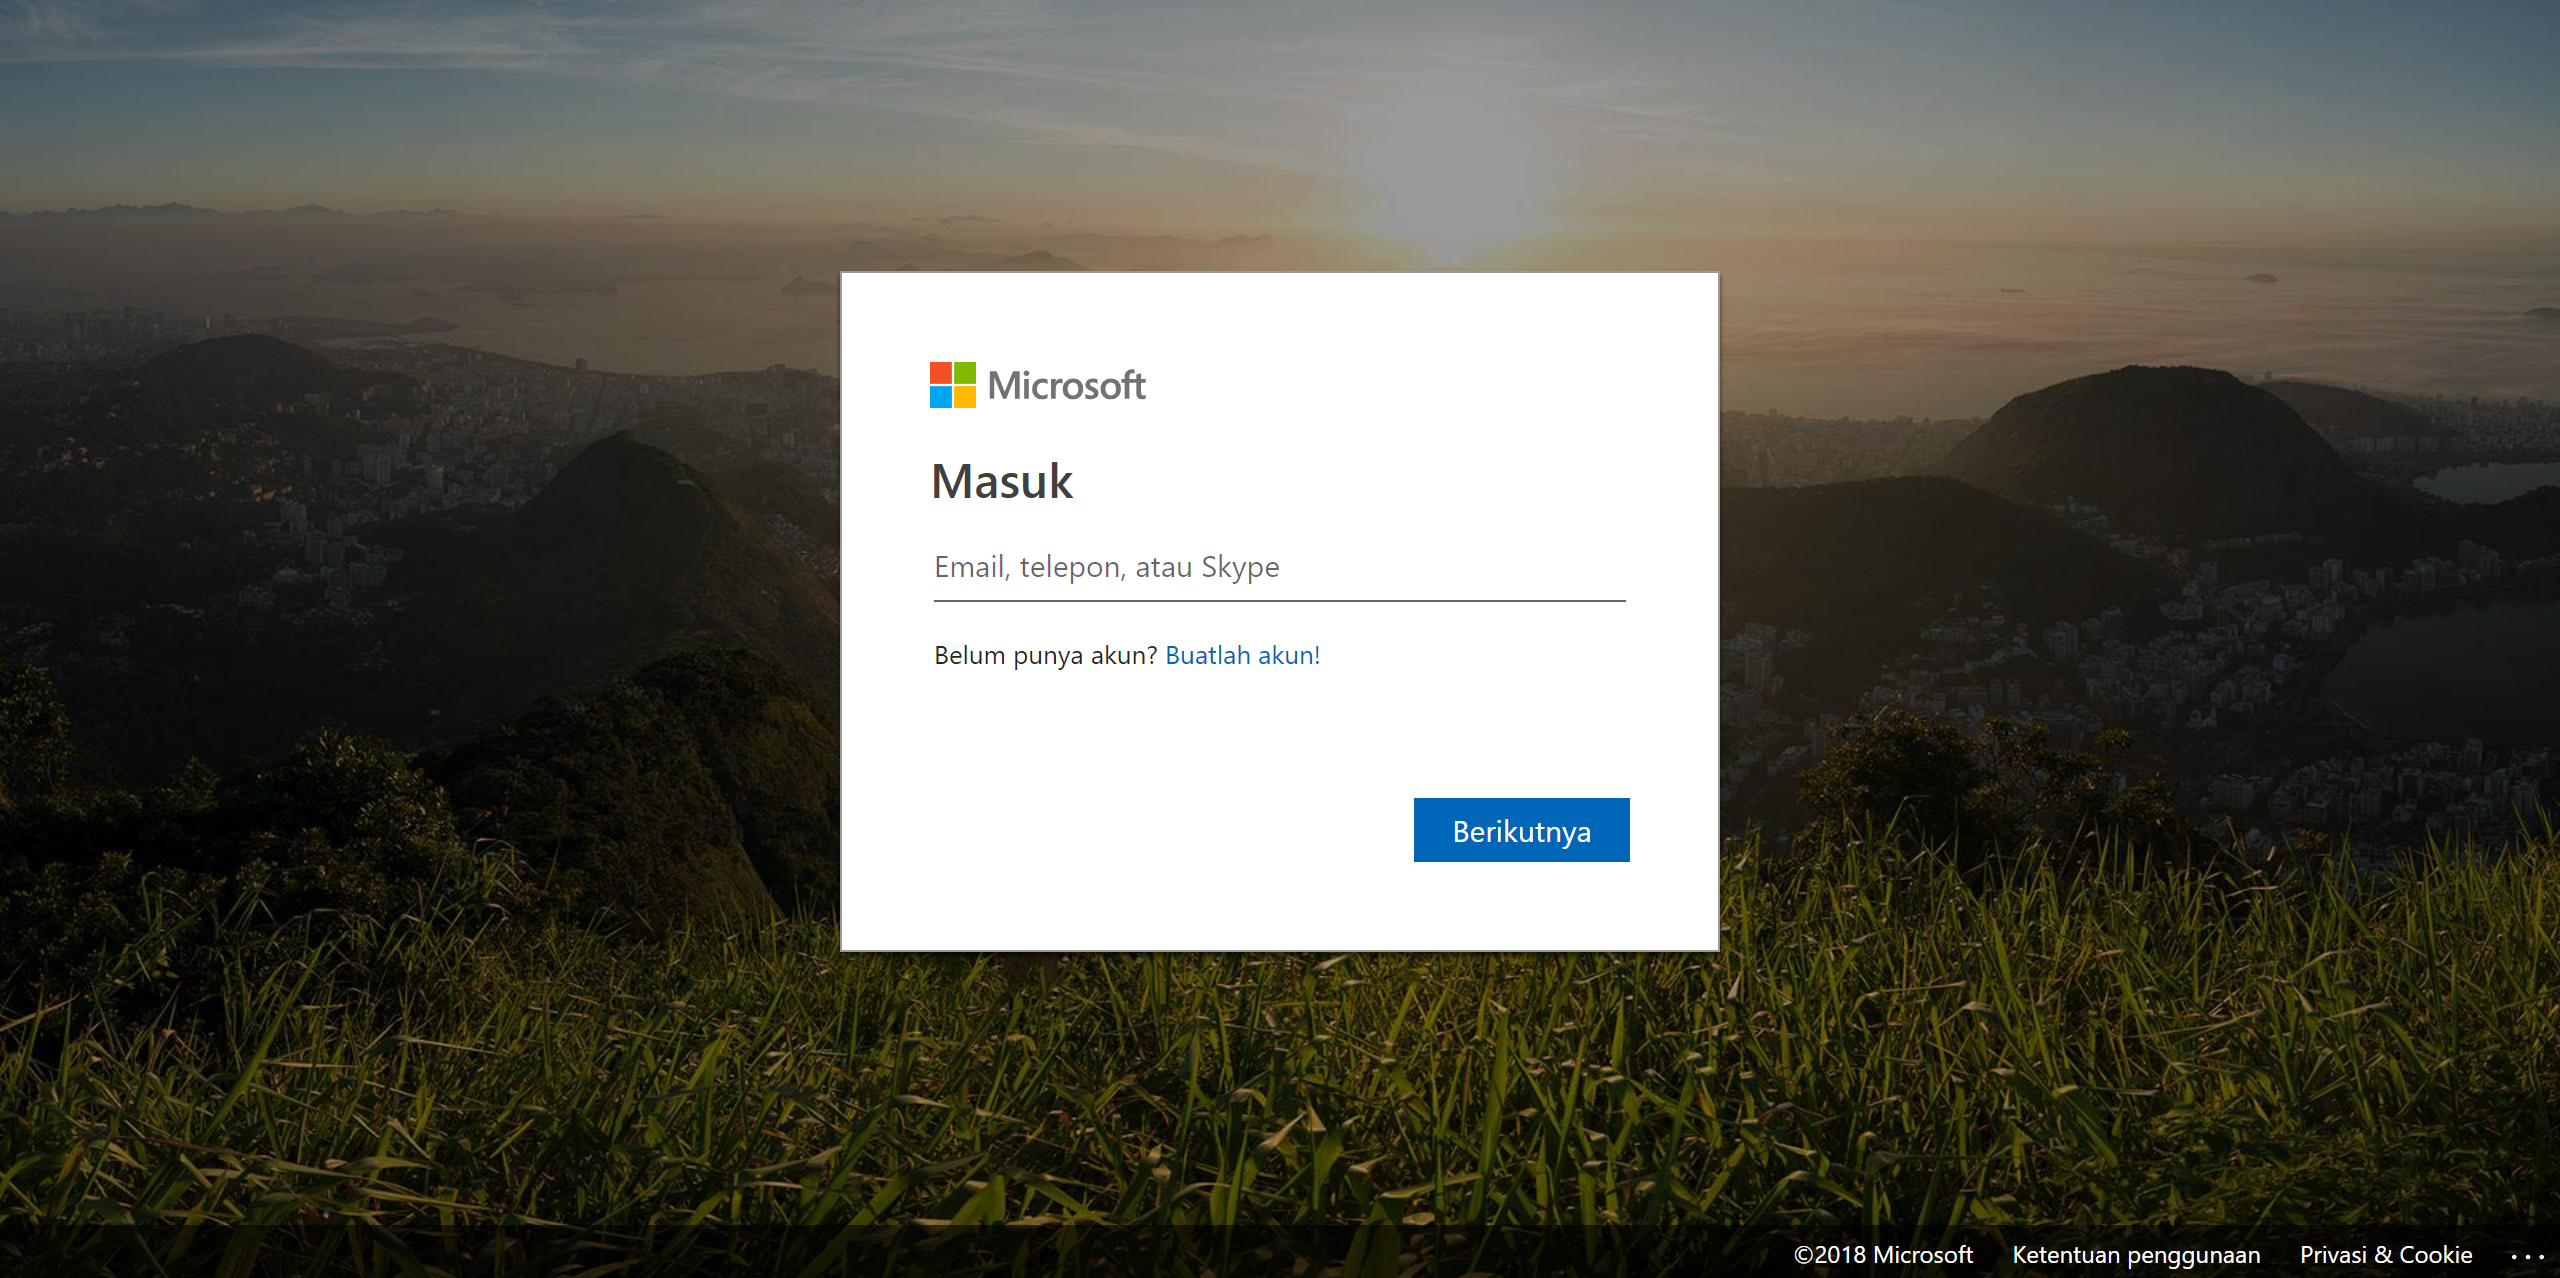 Microsoft
Masuk
Email, telepon, atau Skype
Belum punya akun? Buatlah akun!
Berikutnya
©2018 Microsoft Ketentuan penggunaan Privasi & Cookie ...